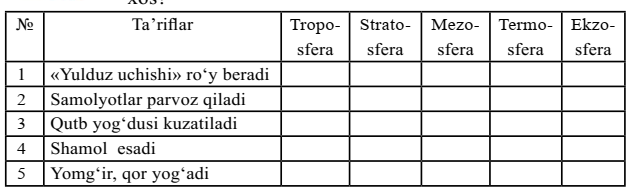 xos?
№ Ta’riflar Tropo- Strato- Mezo- Termo- Ekzo-
sfera sfera sfera sfera sfera
1 «Yulduz uchishi» ro‘y beradi
2 Samolyotlar parvoz qiladi
3 Qutb yog‘dusi kuzatiladi
4 Shamol esadi
5 Yomg‘ir, qor yog‘adi